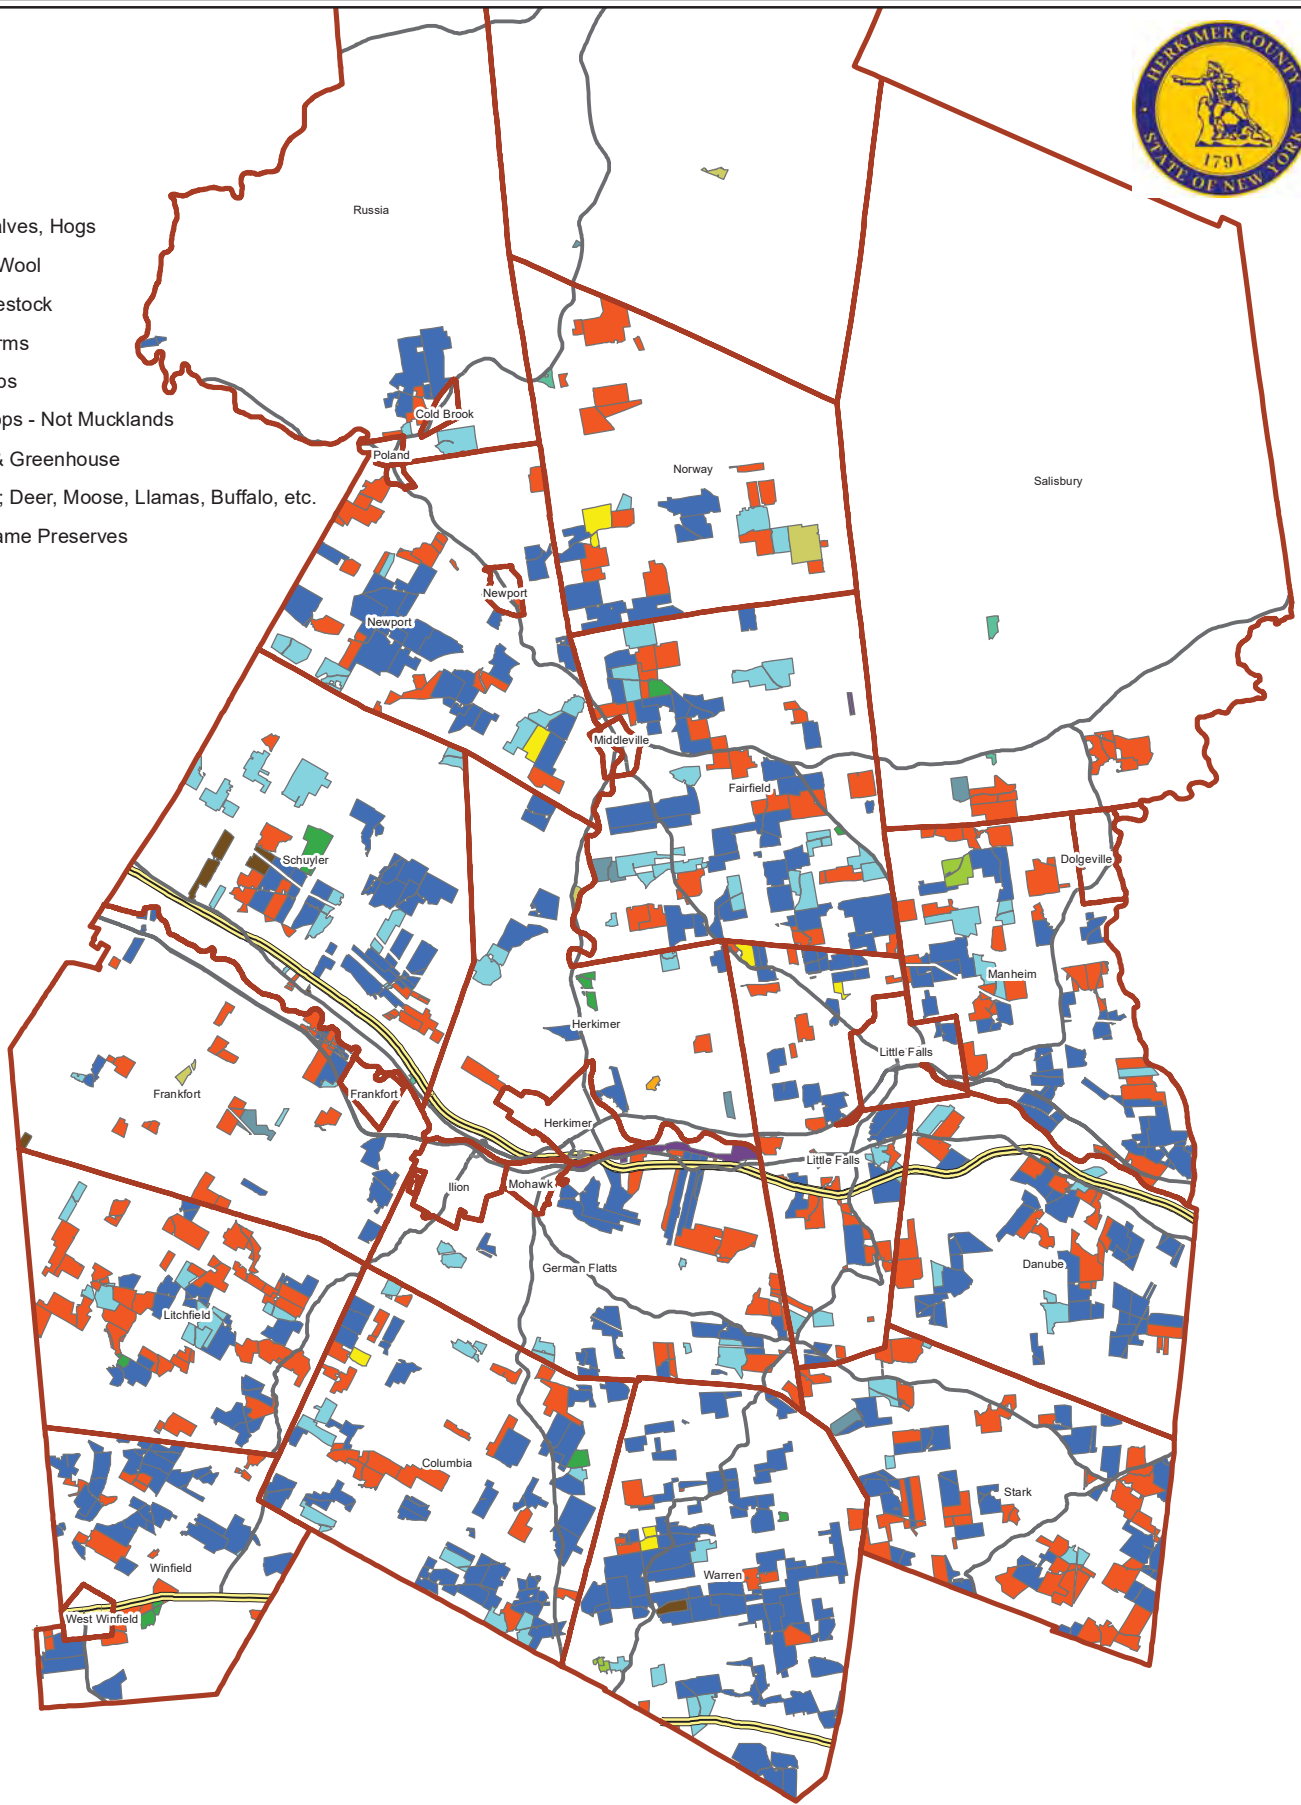 HERKIMER COUNTY
1791
STATE OF NEW YORK
Russia
alves, Hogs
Wool
estock
rms
ps
ops - Not Mucklands
& Greenhouse
; Deer, Moose, Llamas, Buffalo, etc.
ame Preserves
Cold Brook
Poland
Norway
Salisbury
Newport
Newport
Middleville
Fairfield
Schuyler
Dolgeville
Manheim
Herkimer
Little Falls
Frankfort
Frankfort
Herkimer
Little Falls
Ilion
Mohawk
German Flatts
Danube
Litchfield
Columbia
Stark
Winfield
Warren
West Winfield